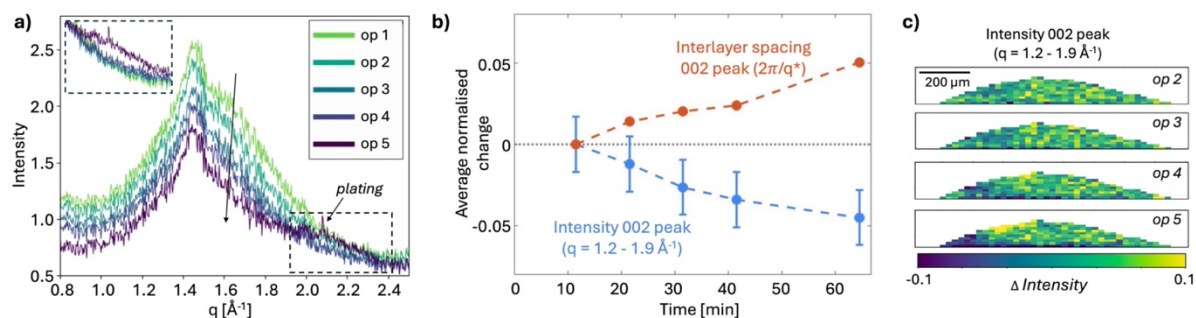 a)
op 1
op 2
op 3
op 4
op 5
plating
Intensity
2.5
2.0
1.5
1.0
0.5
0.8
1.0
1.2
1.4
1.6
1.8
2.0
2.2
2.4
q [Å⁻¹]
b)
Interlayer spacing
002 peak (2π/q*)
Intensity 002 peak
(q = 1.2 - 1.9 Å⁻¹)
Average normalised
change
0.05
0
-0.05
0
10
20
30
40
50
60
Time [min]
c)
Intensity 002 peak
(q = 1.2 - 1.9 Å⁻¹)
200 µm
op 2
op 3
op 4
op 5
-0.1
0.1
Δ Intensity